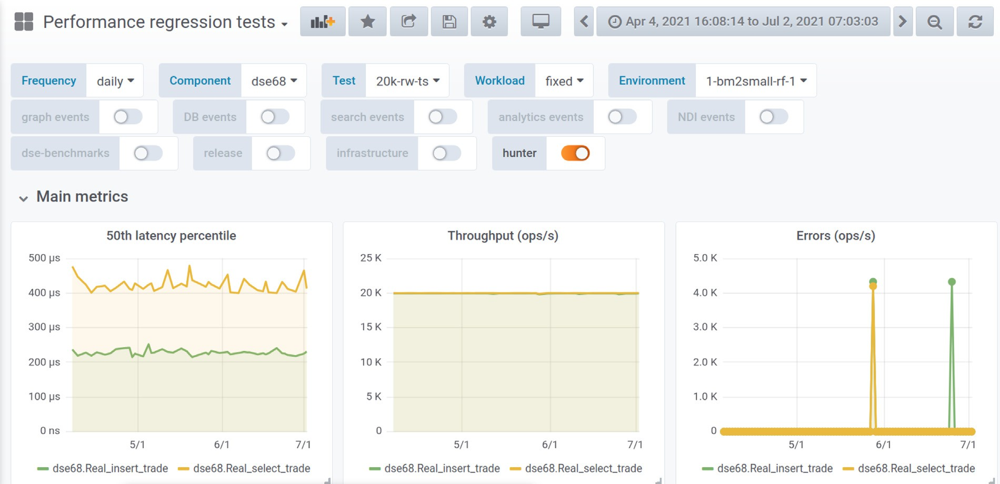 Performance regression tests
Apr 4, 2021 16:08:14 to Jul 2, 2021 07:03:03
Frequency daily Component dse68 Test 20k-rw-ts Workload fixed Environment 1-bm2small-rf-1
graph events DB events search events analytics events NDI events
dse-benchmarks release infrastructure hunter
Main metrics
50th latency percentile
500 µs
400 µs
300 µs
200 µs
100 µs
0 ns
5/1 6/1 7/1
dse68.Real_insert_trade dse68.Real_select_trade
Throughput (ops/s)
25 K
20 K
15 K
10 K
5 K
0
5/1 6/1 7/1
dse68.Real_insert_trade dse68.Real_select_trade
Errors (ops/s)
5.0 K
4.0 K
3.0 K
2.0 K
1.0 K
0
5/1 6/1 7/1
dse68.Real_insert_trade dse68.Real_select_trade